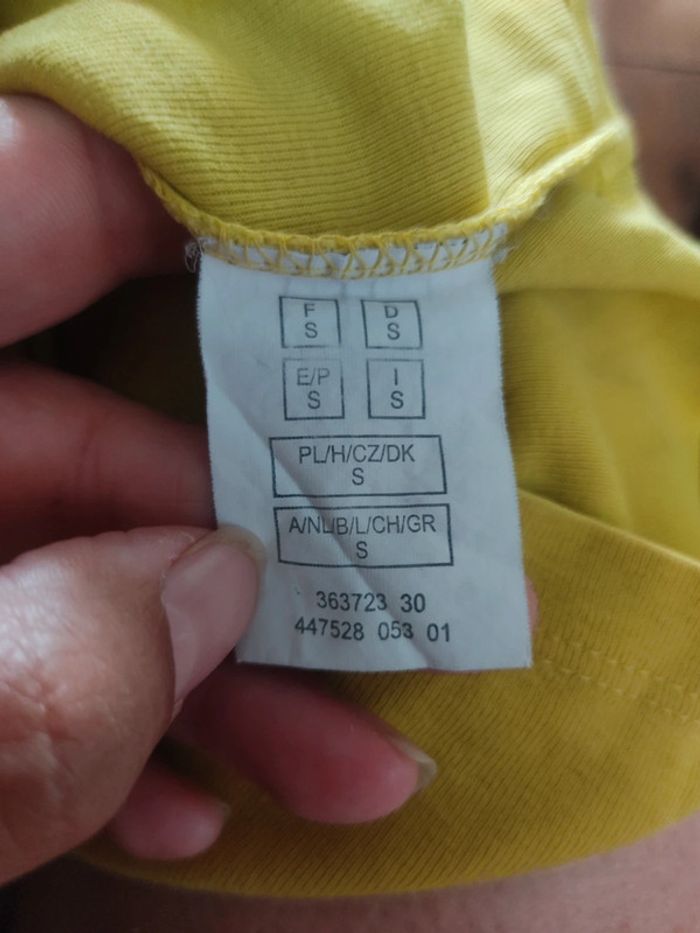 F D
S S
E/P I
S S
PL/H/CZ/DK
S
A/NL/B/L/CH/GR
S
363723 30
447528 053 01